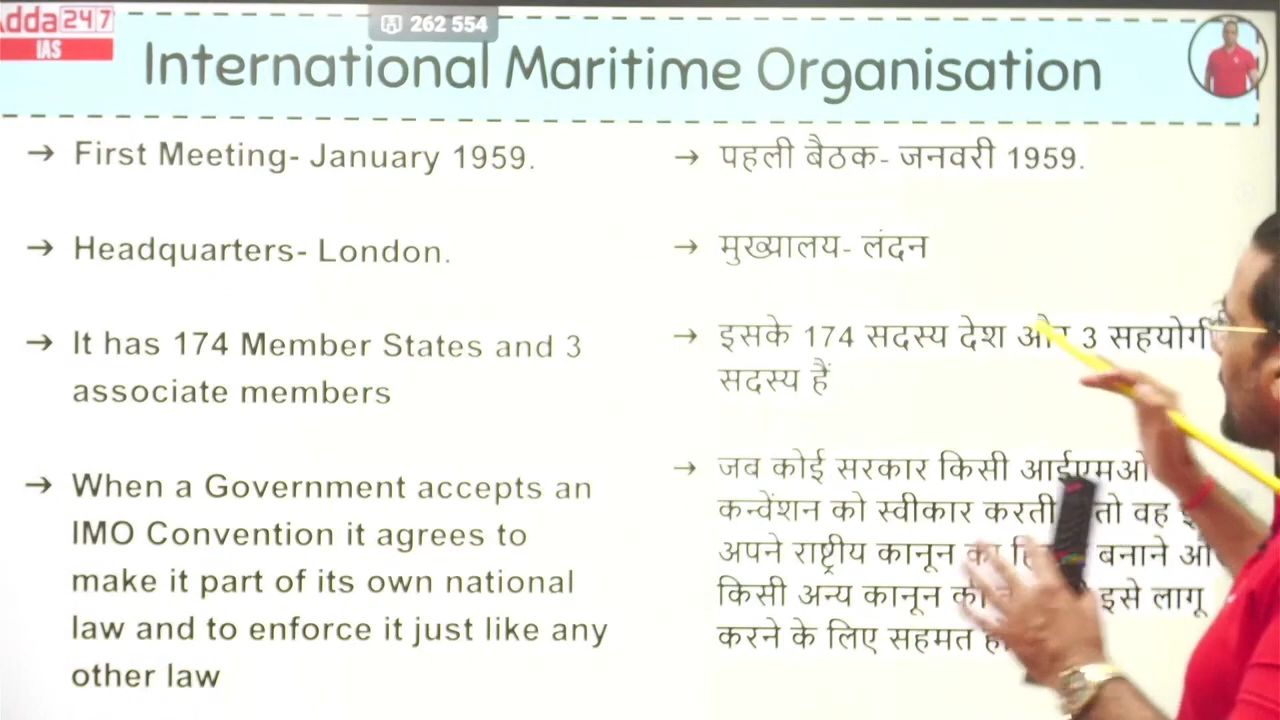 dda247
IAS
262 554
International Maritime Organisation
→ First Meeting- January 1959.
→ Headquarters- London.
→ It has 174 Member States and 3
associate members
→ When a Government accepts an
IMO Convention it agrees to
make it part of its own national
law and to enforce it just like any
other law
→ पहली बैठक- जनवरी 1959.
→ मुख्यालय- लंदन
→ इसके 174 सदस्य देश और 3 सहयोगी
सदस्य हैं
→ जब कोई सरकार किसी आईएमओ
कन्वेंशन को स्वीकार करती तो वह
अपने राष्ट्रीय कानून का बनाने
किसी अन्य कानून इसे लागू
करने के लिए सहमत